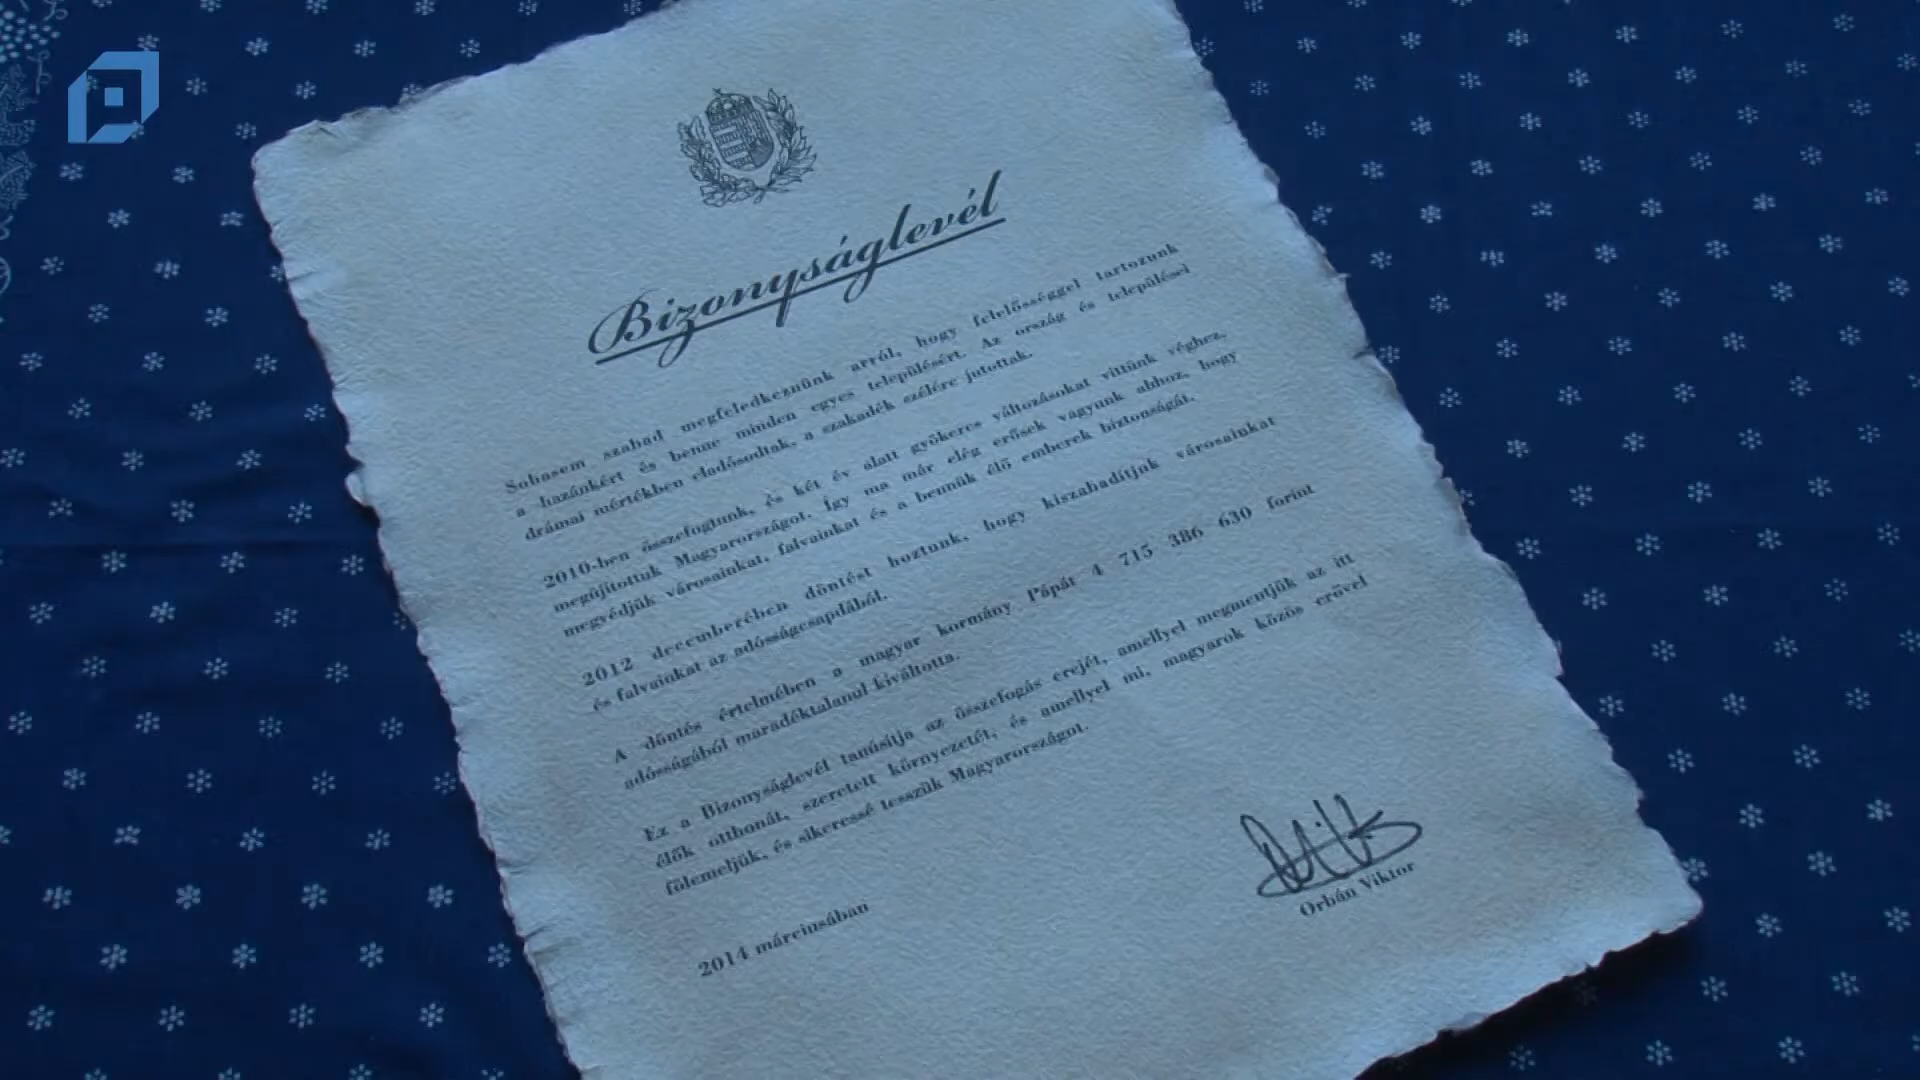 Bizonyságlevél
Sohasem szabad megfeledkeznünk arról, hogy felelősséggel tartozunk
a hazánkért és benne minden egyes településért. Az ország és települései
drámai mértékben eladósodtak, a szakadék szélére jutottak.
2010-ben összefogtunk, és két év alatt gyökeres változásokat vittünk véghez,
megújítottuk Magyarországot. Így ma már elég erősek vagyunk ahhoz, hogy
megvédjük városainkat, falvainkat és a bennük élő emberek biztonságát.
2012 decemberében döntést hoztunk, hogy kiszabadítjuk városainkat
és falvainkat az adósságcsapdából.
A döntés értelmében a magyar kormány Pápát 4 715 386 630 forint
adósságából maradéktalanul kiváltotta.
Ez a Bizonyságlevél tanúsítja az összefogás erejét, amellyel megmentjük az itt
élők otthonát, szeretett környezetét, és amellyel mi, magyarok közös erővel
fölemeljük, és sikeressé tesszük Magyarországot.
2014 márciusában
Orbán Viktor